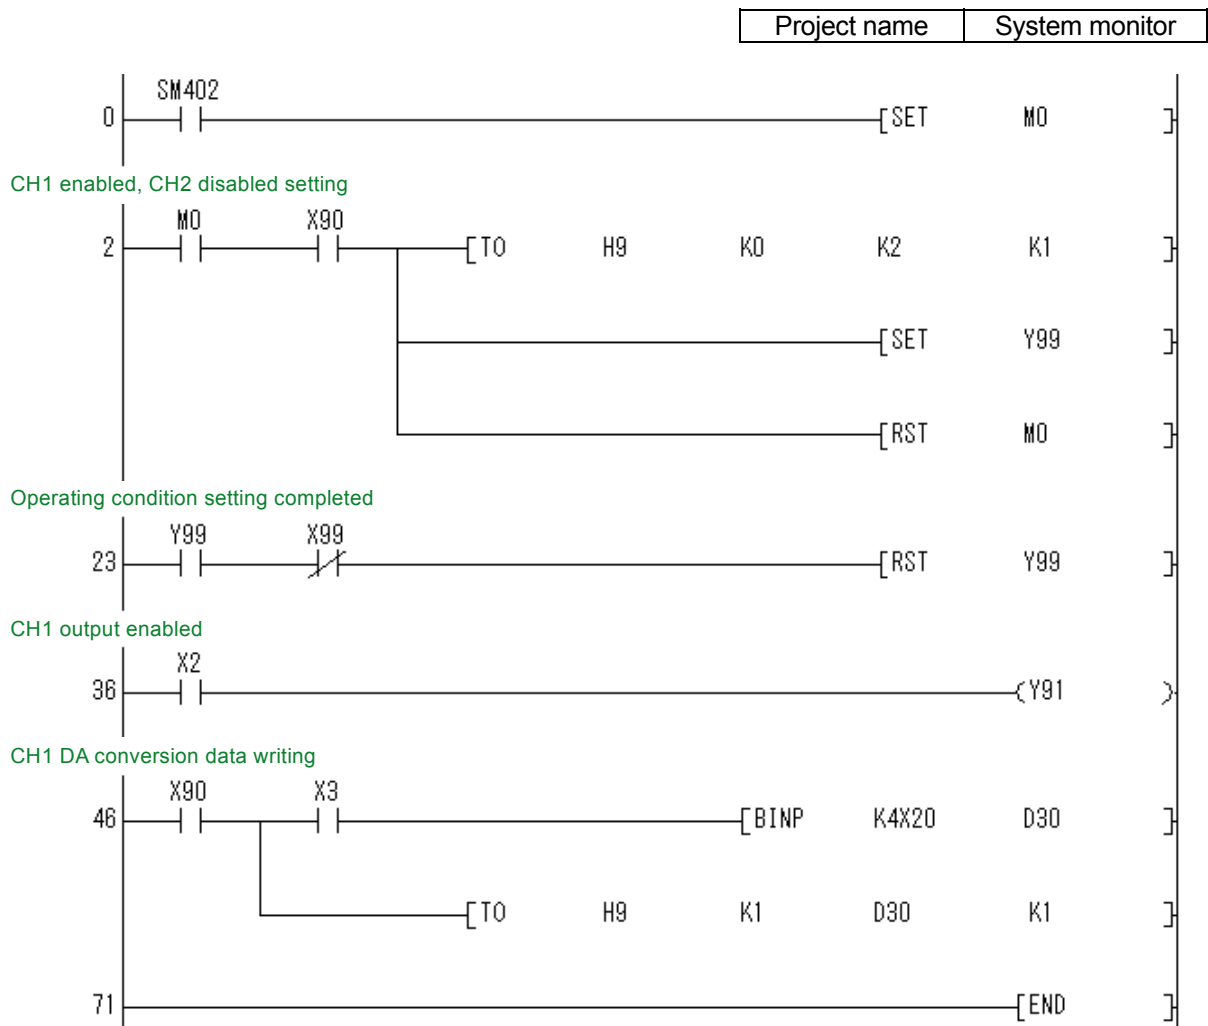 Project name System monitor
SM402
0 SET M0
CH1 enabled, CH2 disabled setting
M0 X90
2 TO H9 K0 K2 K1
SET Y99
RST M0
Operating condition setting completed
Y99 X99
23 RST Y99
CH1 output enabled
X2
36 Y91
CH1 DA conversion data writing
X90 X3
46 BINP K4X20 D30
TO H9 K1 D30 K1
71 END